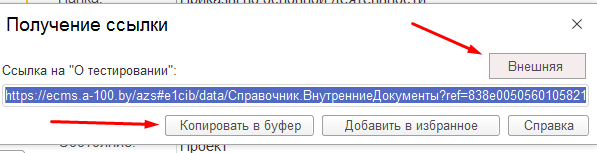 Получение ссылки
Внешняя
Ссылка на "О тестировании":
https://ecms.a-100.by/azs#e1cib/data/Справочник.ВнутренниеДокументы?ref=838e0050560105821
Копировать в буфер Добавить в избранное Справка
Проект